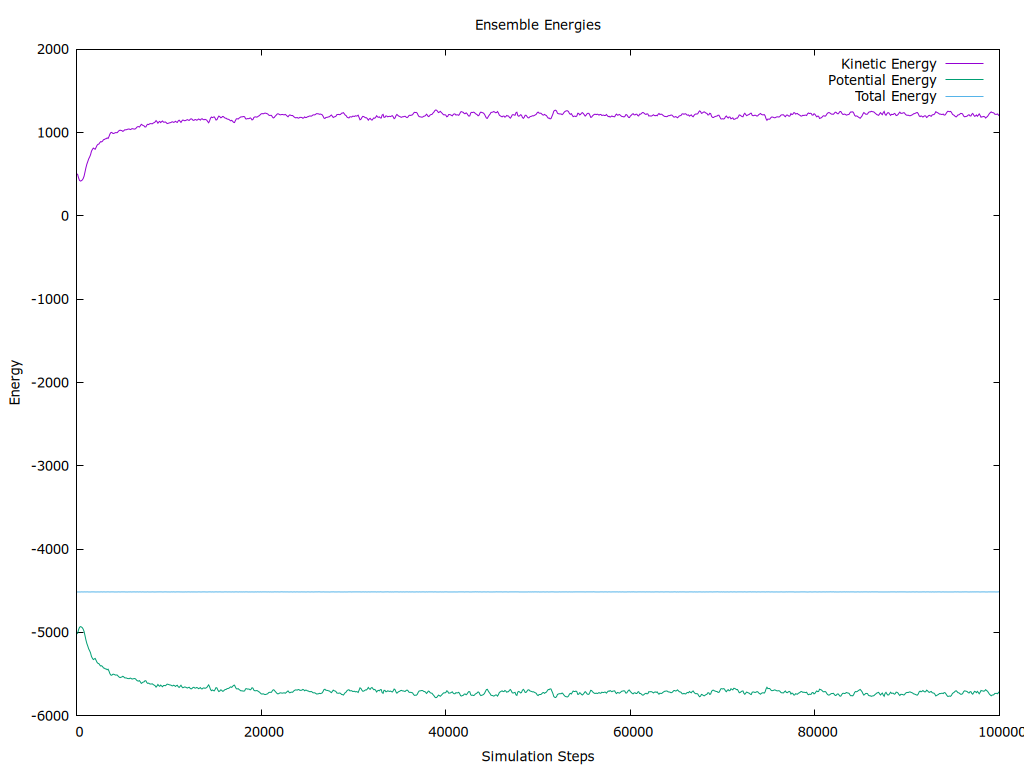 Ensemble Energies
2000
1000
0
-1000
-2000
-3000
-4000
-5000
-6000
Energy
Kinetic Energy
Potential Energy
Total Energy
0 20000 40000 60000 80000 100000
Simulation Steps